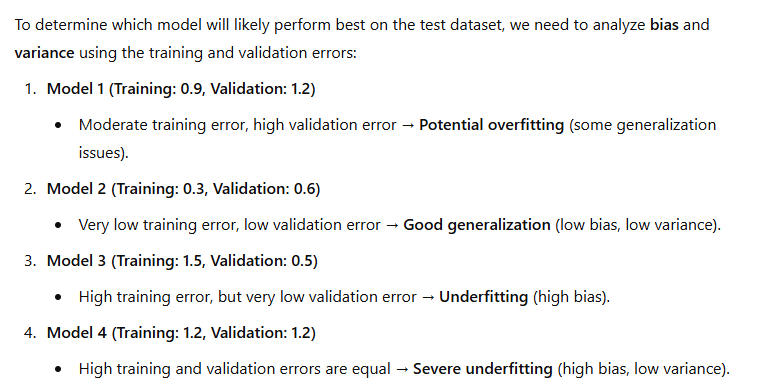 To determine which model will likely perform best on the test dataset, we need to analyze bias and
variance using the training and validation errors:
1. Model 1 (Training: 0.9, Validation: 1.2)
• Moderate training error, high validation error → Potential overfitting (some generalization
issues).
2. Model 2 (Training: 0.3, Validation: 0.6)
• Very low training error, low validation error → Good generalization (low bias, low variance).
3. Model 3 (Training: 1.5, Validation: 0.5)
• High training error, but very low validation error → Underfitting (high bias).
4. Model 4 (Training: 1.2, Validation: 1.2)
• High training and validation errors are equal → Severe underfitting (high bias, low variance).